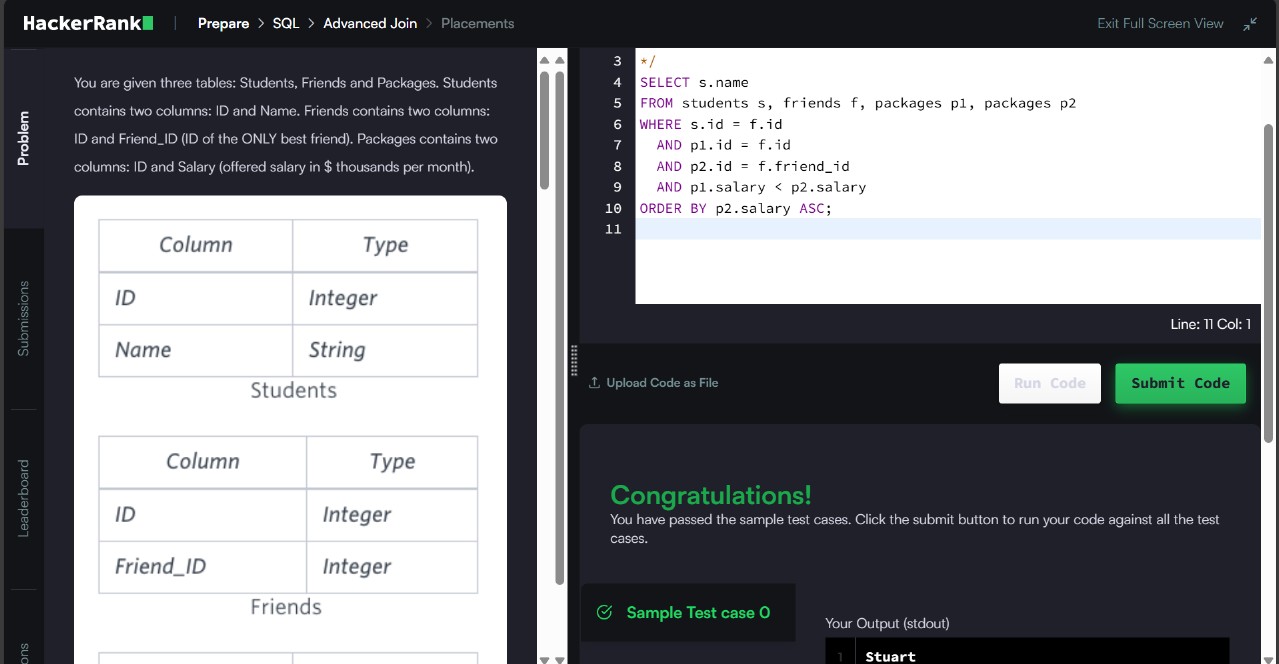 HackerRank
Prepare > SQL > Advanced Join > Placements
Exit Full Screen View
Problem
Submissions
Leaderboard
You are given three tables: Students, Friends and Packages. Students
contains two columns: ID and Name. Friends contains two columns:
ID and Friend_ID (ID of the ONLY best friend). Packages contains two
columns: ID and Salary (offered salary in $ thousands per month).
Column Type
ID Integer
Name String
Students
Column Type
ID Integer
Friend_ID Integer
Friends
3 */
4 SELECT s.name
5 FROM students s, friends f, packages p1, packages p2
6 WHERE s.id = f.id
7 AND p1.id = f.id
8 AND p2.id = f.friend_id
9 AND p1.salary < p2.salary
10 ORDER BY p2.salary ASC;
11
Line: 11 Col: 1
Upload Code as File
Run Code
Submit Code
Congratulations!
You have passed the sample test cases. Click the submit button to run your code against all the test
cases.
Sample Test case 0
Your Output (stdout)
1 Stuart